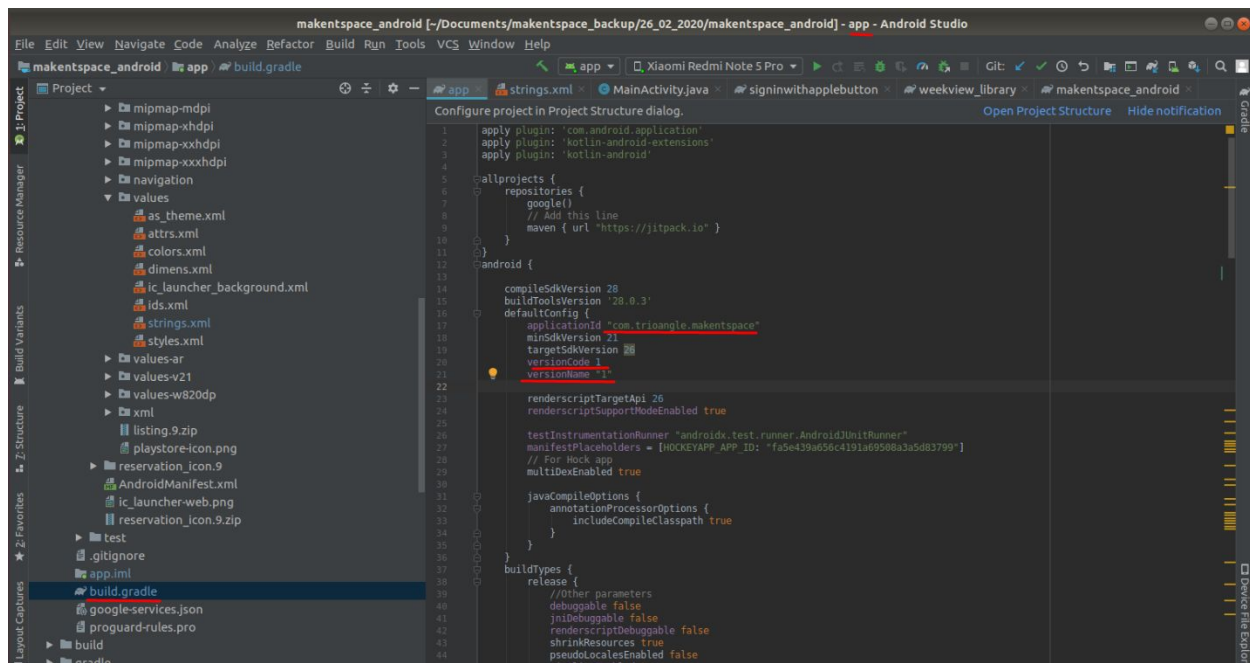 makentspace_android [~/Documents/makentspace_backup/26_02_2020/makentspace_android] - app - Android Studio
File Edit View Navigate Code Analyze Refactor Build Run Tools VCS Window Help
makentspace_android app build.gradle app Xiaomi Redmi Note 5 Pro Git:
1: Project
Resource Manager
Build Variants
Z: Structure
2: Favorites
Layout Captures
Project
mipmap-mdpi
mipmap-xhdpi
mipmap-xxhdpi
mipmap-xxxhdpi
navigation
values
as_theme.xml
attrs.xml
colors.xml
dimens.xml
ic_launcher_background.xml
ids.xml
strings.xml
styles.xml
values-ar
values-v21
values-w820dp
xml
listing.9.zip
playstore-icon.png
reservation_icon.9
AndroidManifest.xml
ic_launcher-web.png
reservation_icon.9.zip
test
.gitignore
app.iml
build.gradle
google-services.json
proguard-rules.pro
build
gradle
app strings.xml MainActivity.java signinwithapplebutton weekview_library makentspace_android
Configure project in Project Structure dialog. Open Project Structure Hide notification
1 apply plugin: 'com.android.application'
2 apply plugin: 'kotlin-android-extensions'
3 apply plugin: 'kotlin-android'
4
5 allprojects {
6 repositories {
7 google()
8 // Add this line
9 maven { url "https://jitpack.io" }
10 }
11 }
12 android {
13
14 compileSdkVersion 28
15 buildToolsVersion '28.0.3'
16 defaultConfig {
17 applicationId "com.trioangle.makentspace"
18 minSdkVersion 21
19 targetSdkVersion 26
20 versionCode 1
21 versionName "1"
22
23 renderscriptTargetApi 26
24 renderscriptSupportModeEnabled true
25
26 testInstrumentationRunner "androidx.test.runner.AndroidJUnitRunner"
27 manifestPlaceholders = [HOCKEYAPP_APP_ID: "fa5e439a656c4191a69508a3a5d83799"]
28 // For Hock app
29 multiDexEnabled true
30
31 javaCompileOptions {
32 annotationProcessorOptions {
33 includeCompileClasspath true
34 }
35 }
36 }
37 buildTypes {
38 release {
39 //Other parameters
40 debuggable false
41 jniDebuggable false
42 renderscriptDebuggable false
43 shrinkResources true
44 pseudoLocalesEnabled false
Gradle
Device File Explor